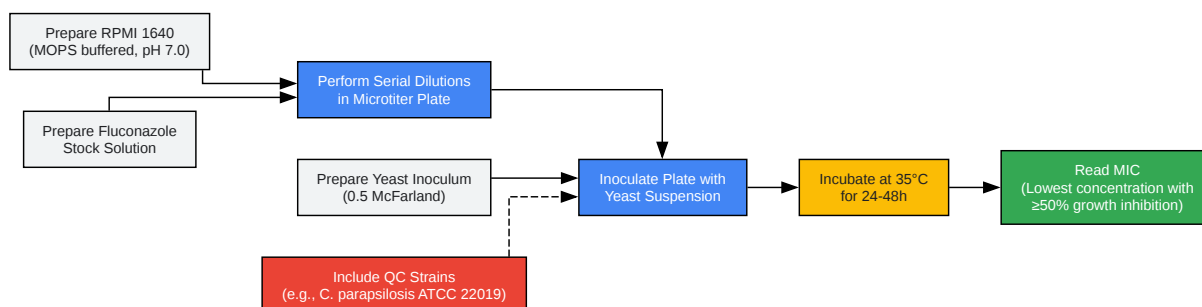 Prepare RPMI 1640
(MOPS buffered, pH 7.0)
Perform Serial Dilutions
in Microtiter Plate
Prepare Fluconazole
Stock Solution
Prepare Yeast Inoculum
(0.5 McFarland)
Inoculate Plate with
Yeast Suspension
Incubate at 35°C
for 24-48h
Read MIC
(Lowest concentration with
≥50% growth inhibition)
Include QC Strains
(e.g., C. parapsilosis ATCC 22019)